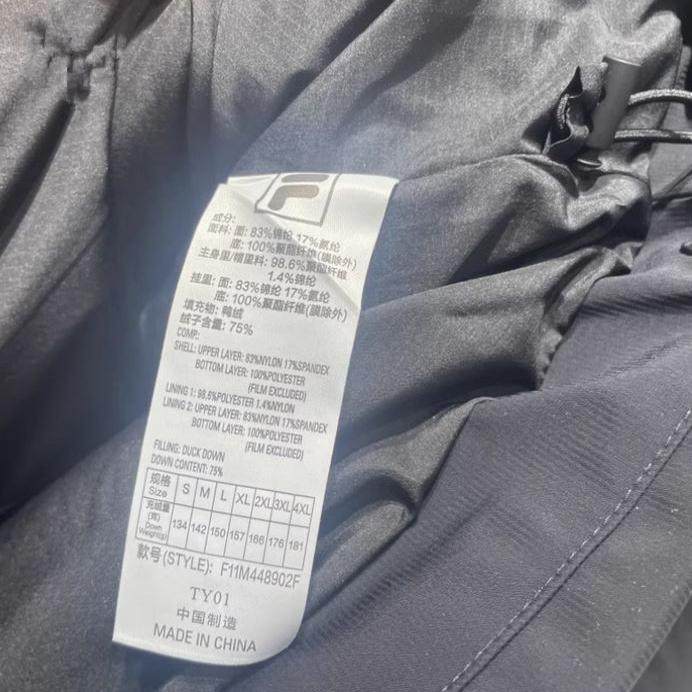 F
成分:
面料: 面: 83%锦纶 17%氨纶
底: 100%聚酯纤维(膜除外)
主身里/帽里料: 98.6%聚酯纤维
1.4%锦纶
挂里: 面: 83%锦纶 17%氨纶
底: 100%聚酯纤维(膜除外)
填充物: 鸭绒
绒子含量: 75%
COMP:
SHELL: UPPER LAYER: 83%NYLON 17%SPANDEX
BOTTOM LAYER: 100%POLYESTER
(FILM EXCLUDED)
LINING 1: 98.6%POLYESTER 1.4%NYLON
LINING 2: UPPER LAYER: 83%NYLON 17%SPANDEX
BOTTOM LAYER: 100%POLYESTER
(FILM EXCLUDED)
FILLING: DUCK DOWN
DOWN CONTENT: 75%
规格 Size S M L XL 2XL 3XL 4XL
充绒量(克) Down Weight(g) 134 142 150 157 166 176 181
款号(STYLE): F11M448902F
TY01
中国制造
MADE IN CHINA